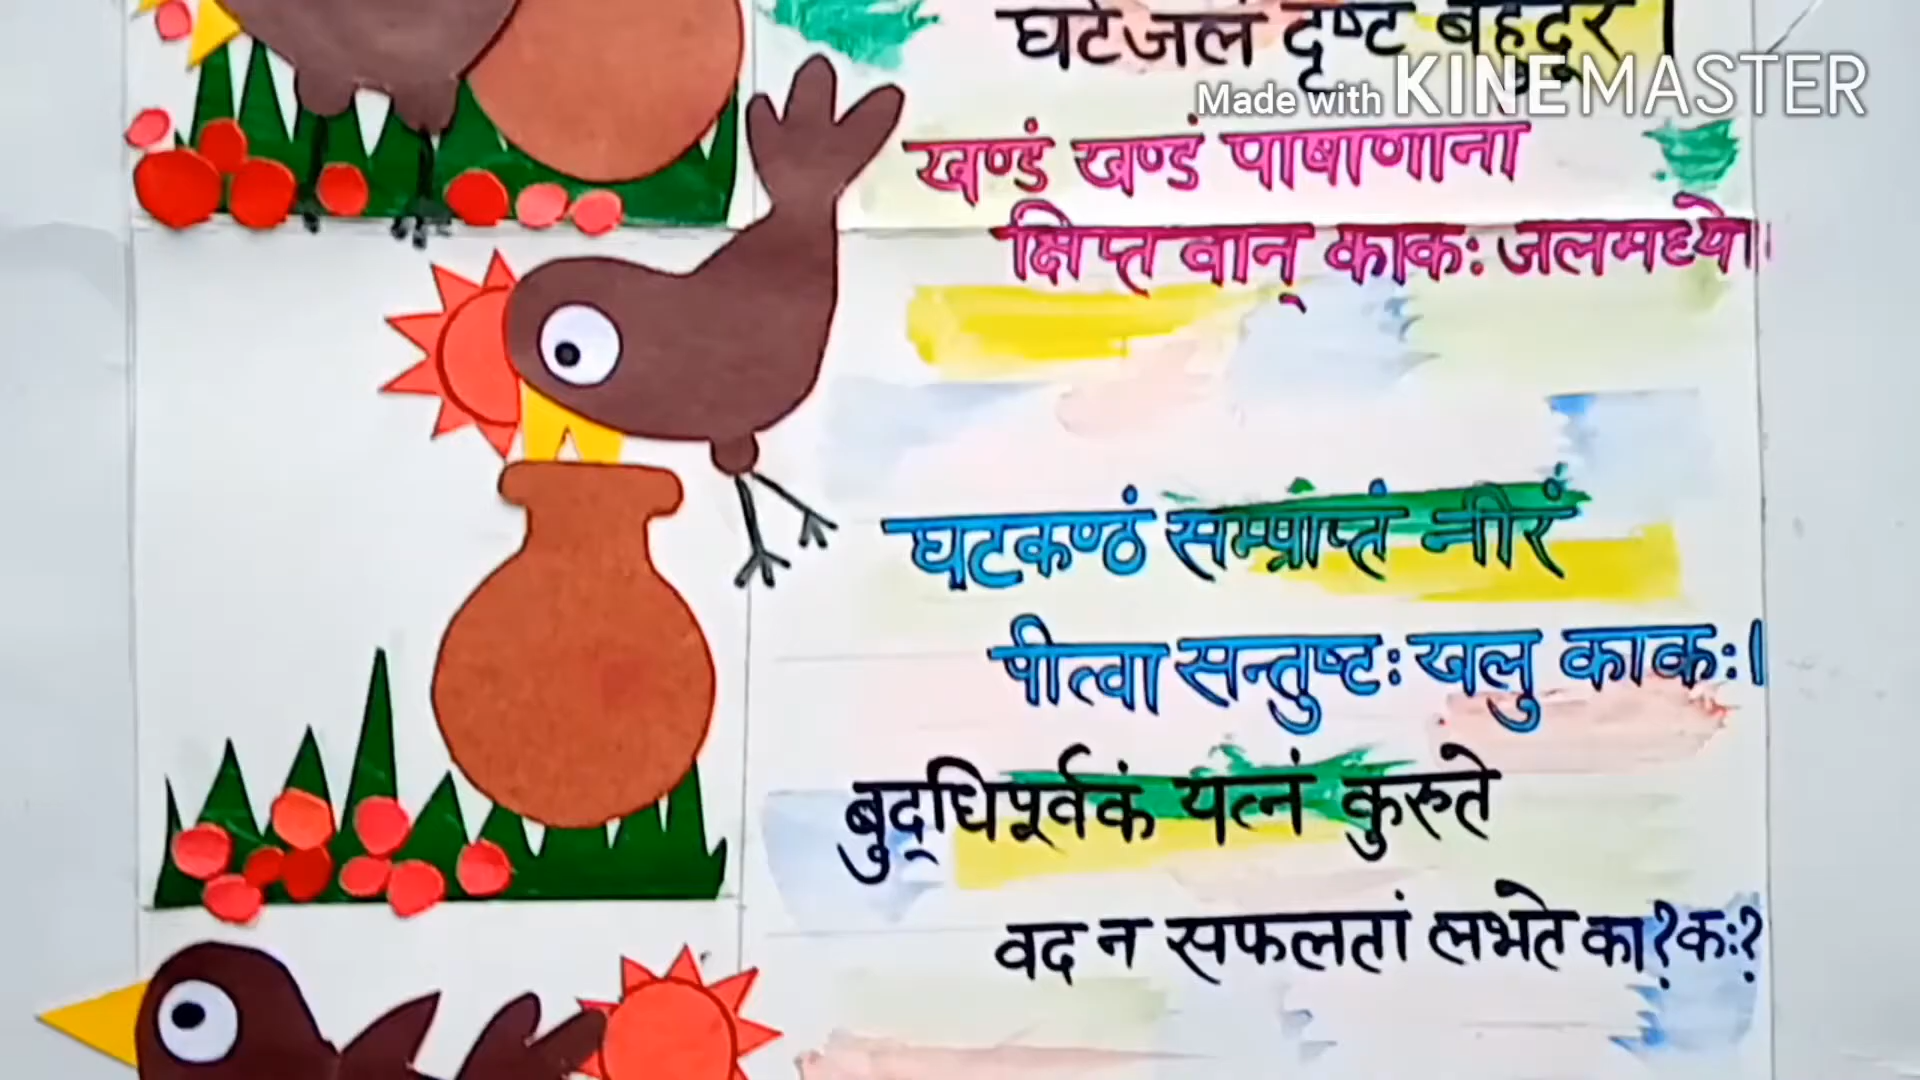 घटेजलं दृष्ट बहुदूरं।
Made with KINEMASTER
खण्डं खण्डं पाषाणाना
क्षिप्तवान् काकः जलमध्ये।
घटकण्ठं सम्प्राप्तं नीरं
पीत्वा सन्तुष्टः खलु काकः।
बुद्धिपूर्वकं यत्नं कुरुते
वद न सफलतां लभते का?कः?